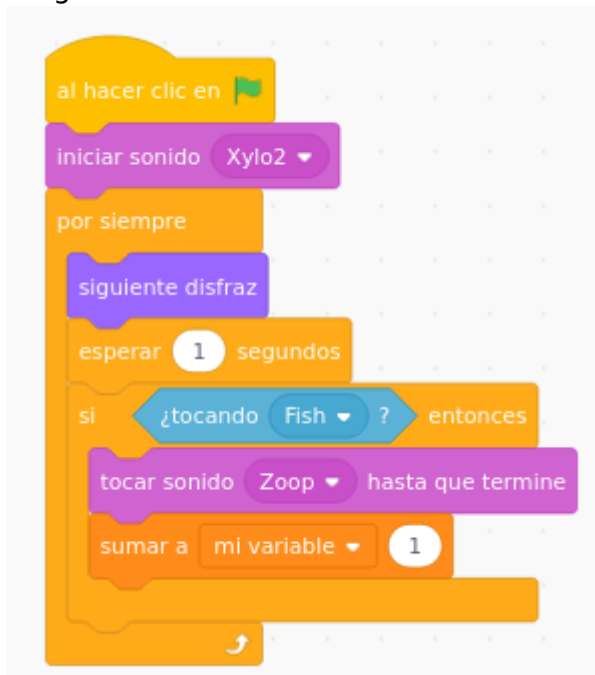 al hacer clic en
iniciar sonido Xylo2
por siempre
siguiente disfraz
esperar 1 segundos
si ¿tocando Fish ? entonces
tocar sonido Zoop hasta que termine
sumar a mi variable 1